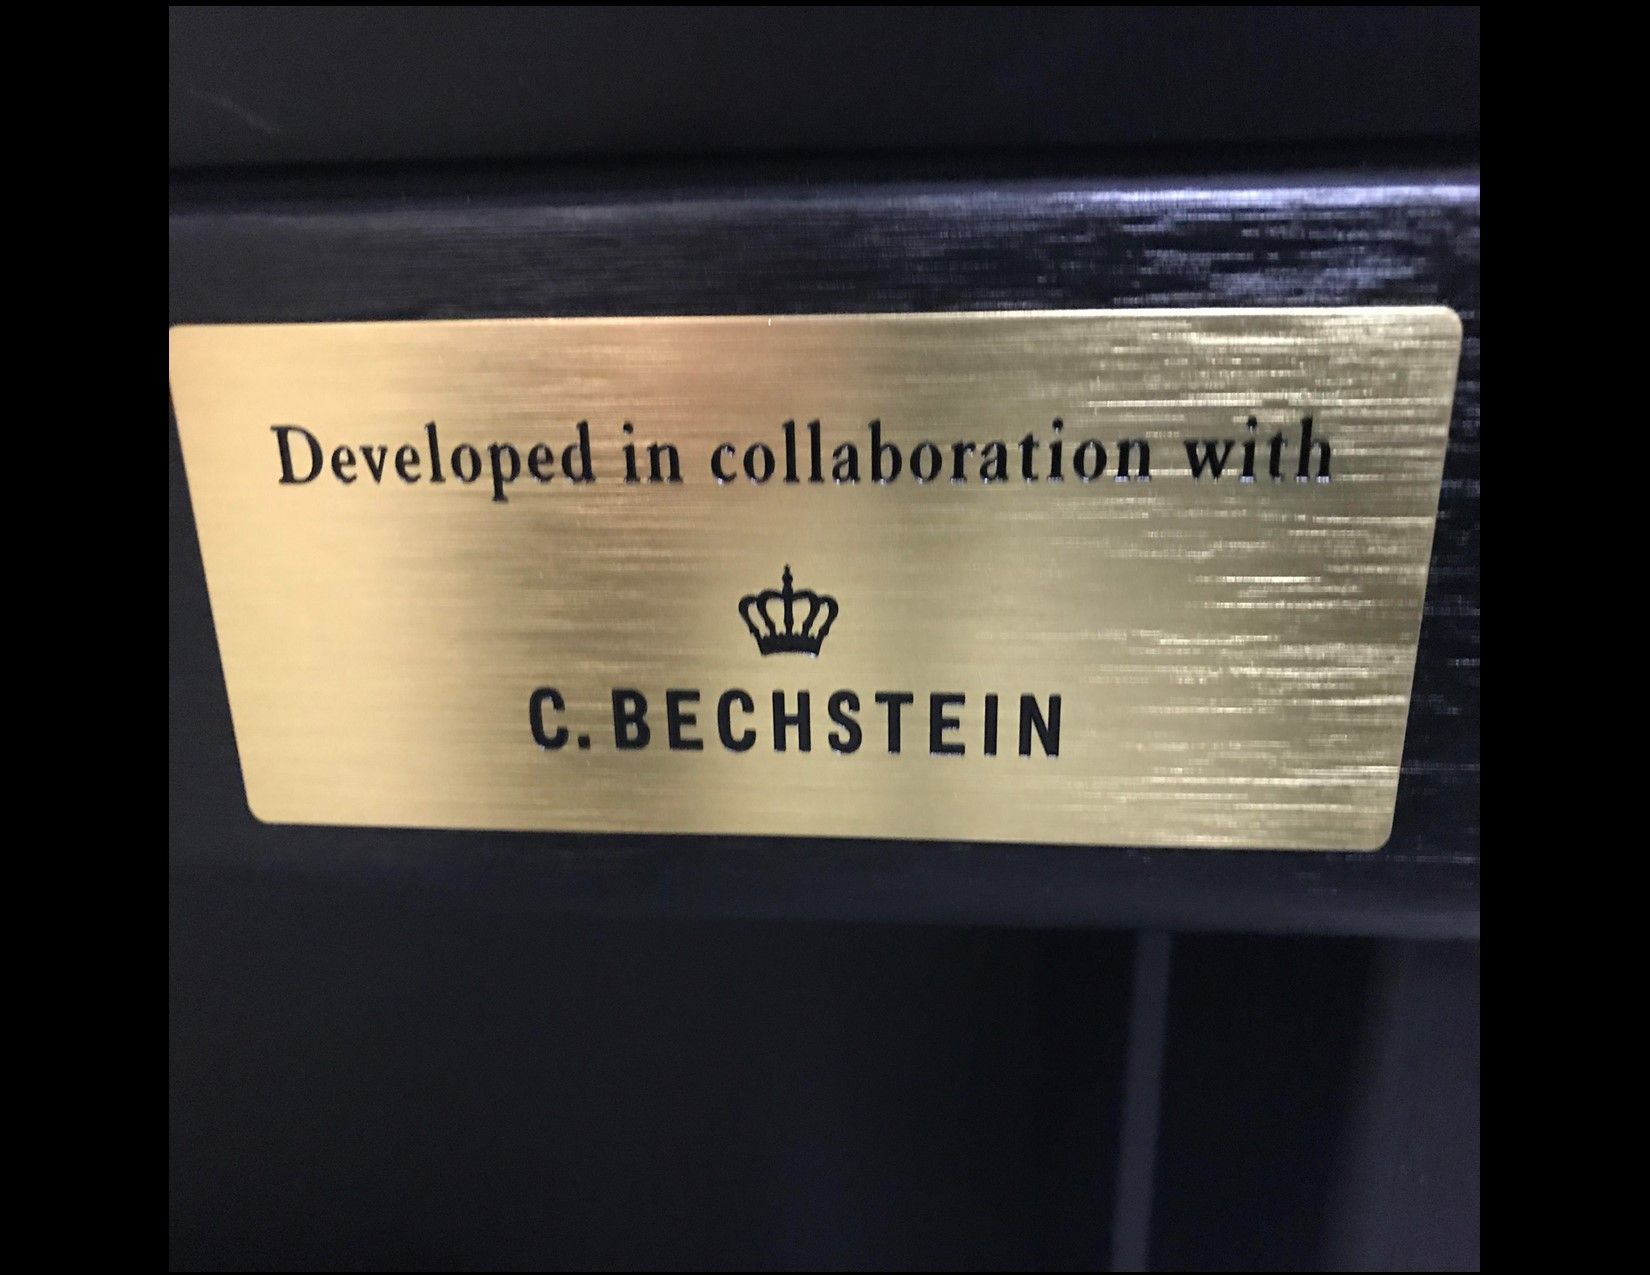 Developed in collaboration with
C. BECHSTEIN